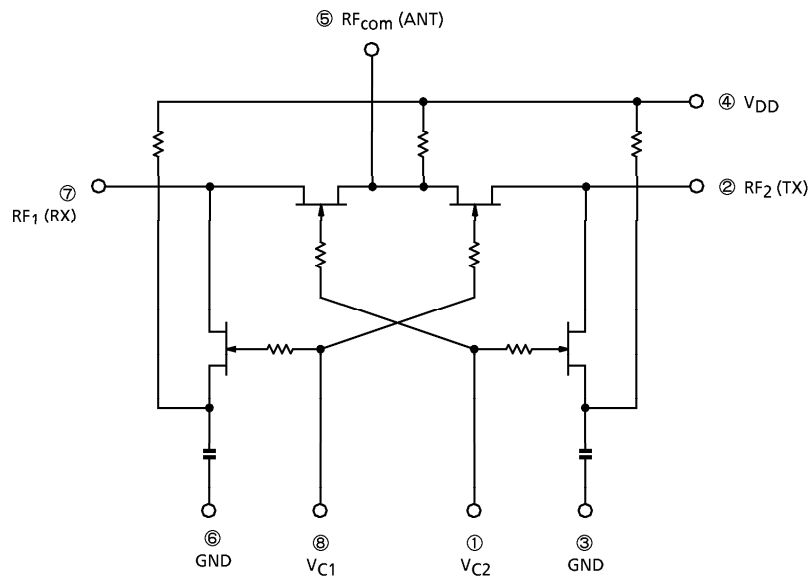 ⑤ RFcom (ANT)
④ VDD
⑦
RF1 (RX)
② RF2 (TX)
⑥
GND
⑧
VC1
①
VC2
③
GND